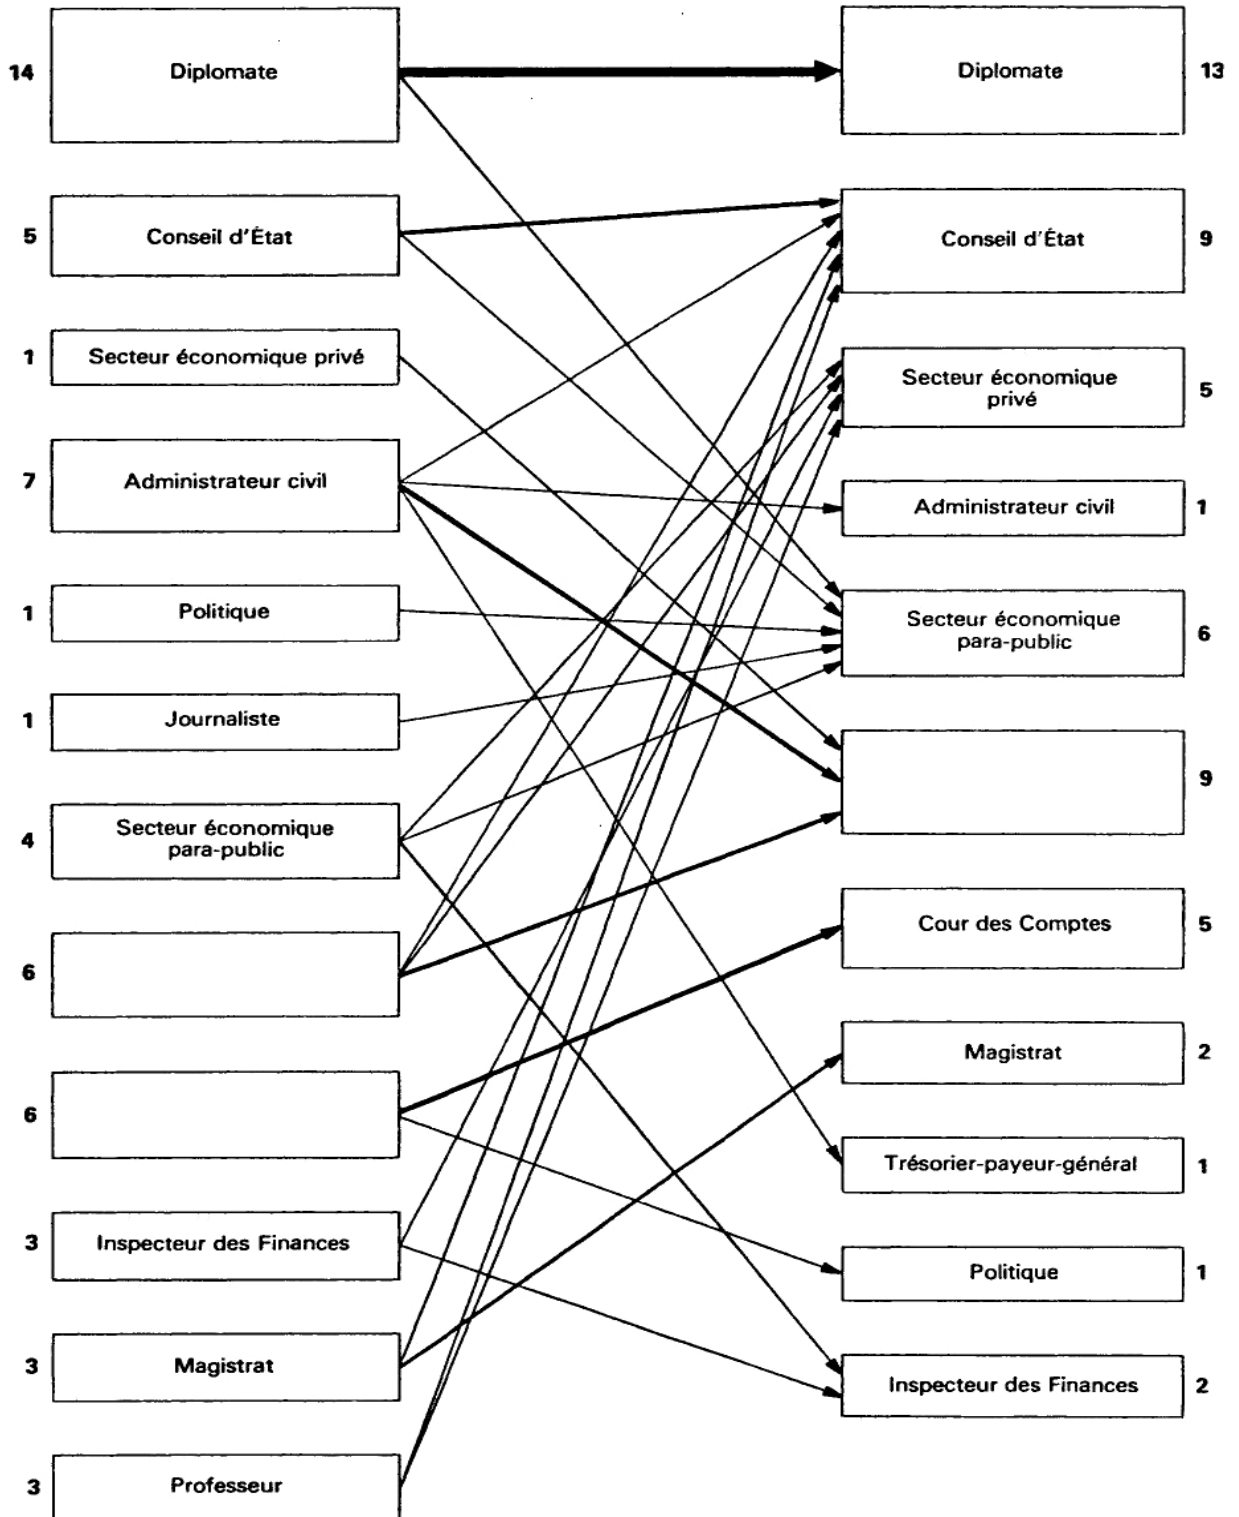 14 Diplomate
5 Conseil d'État
1 Secteur économique privé
7 Administrateur civil
1 Politique
1 Journaliste
4 Secteur économique
para-public
6
6
3 Inspecteur des Finances
3 Magistrat
3 Professeur
Diplomate 13
Conseil d'État 9
Secteur économique
privé 5
Administrateur civil 1
Secteur économique
para-public 6
9
Cour des Comptes 5
Magistrat 2
Trésorier-payeur-général 1
Politique 1
Inspecteur des Finances 2